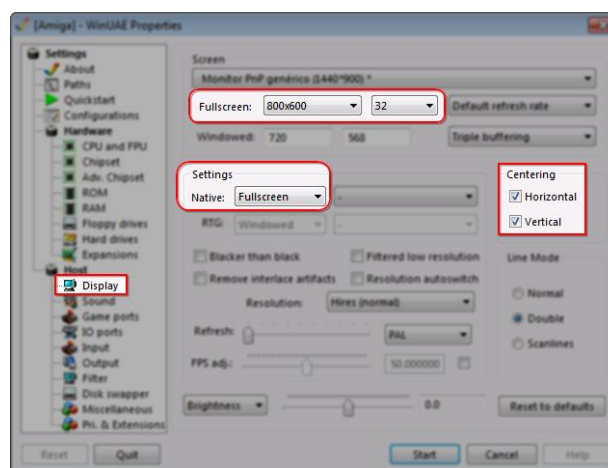 [Amiga] - WinUAE Properties
Settings
About
Paths
Quickstart
Configurations
Hardware
CPU and FPU
Chipset
Adv. Chipset
ROM
RAM
Floppy drives
Hard drives
Expansions
Host
Display
Sound
Game ports
IO ports
Input
Output
Filter
Disk swapper
Miscellaneous
Pri. & Extensions
Reset
Quit
Screen
Monitor PnP genérico (1440*900) *
Fullscreen: 800x600 32 Default refresh rate
Windowed: 720 568 Triple buffering
Settings
Native: Fullscreen -
RTG: Windowed -
Blacker than black Filtered low resolution
Remove interlace artifacts Resolution autoswitch
Resolution: Hires (normal)
Refresh: PAL
FPS adj.: 50.000000
Brightness 0.0
Centering
Horizontal
Vertical
Line Mode
Normal
Double
Scanlines
Reset to defaults
Start Cancel Help